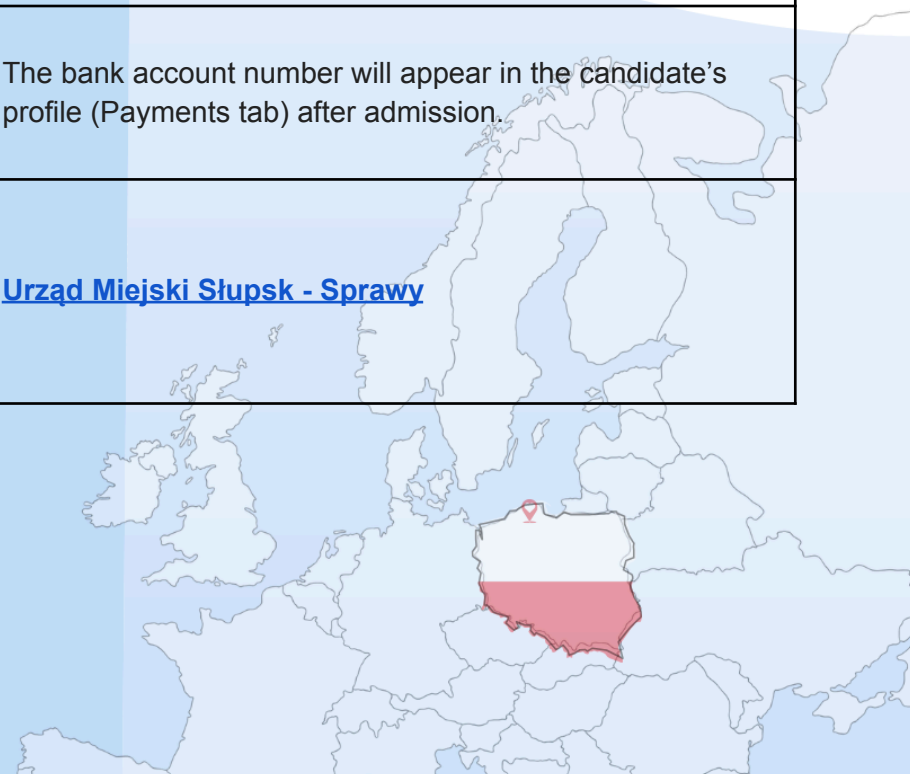 The bank account number will appear in the candidate’s
profile (Payments tab) after admission.
Urząd Miejski Słupsk - Sprawy